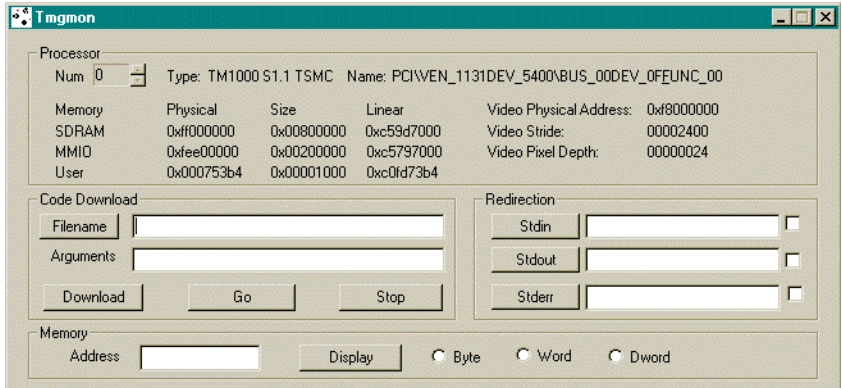 Tmgmon
Processor
Num 0 Type: TM1000 S1.1 TSMC Name: PCI\VEN_1131DEV_5400\BUS_00DEV_0FFUNC_00
Memory Physical Size Linear Video Physical Address: 0xf8000000
SDRAM 0xff000000 0x00800000 0xc59d7000 Video Stride: 00002400
MMIO 0xfee00000 0x00200000 0xc5797000 Video Pixel Depth: 00000024
User 0x000753b4 0x00001000 0xc0fd73b4
Code Download
Filename
Arguments
Download Go Stop
Redirection
Stdin
Stdout
Stderr
Memory
Address Display Byte Word Dword